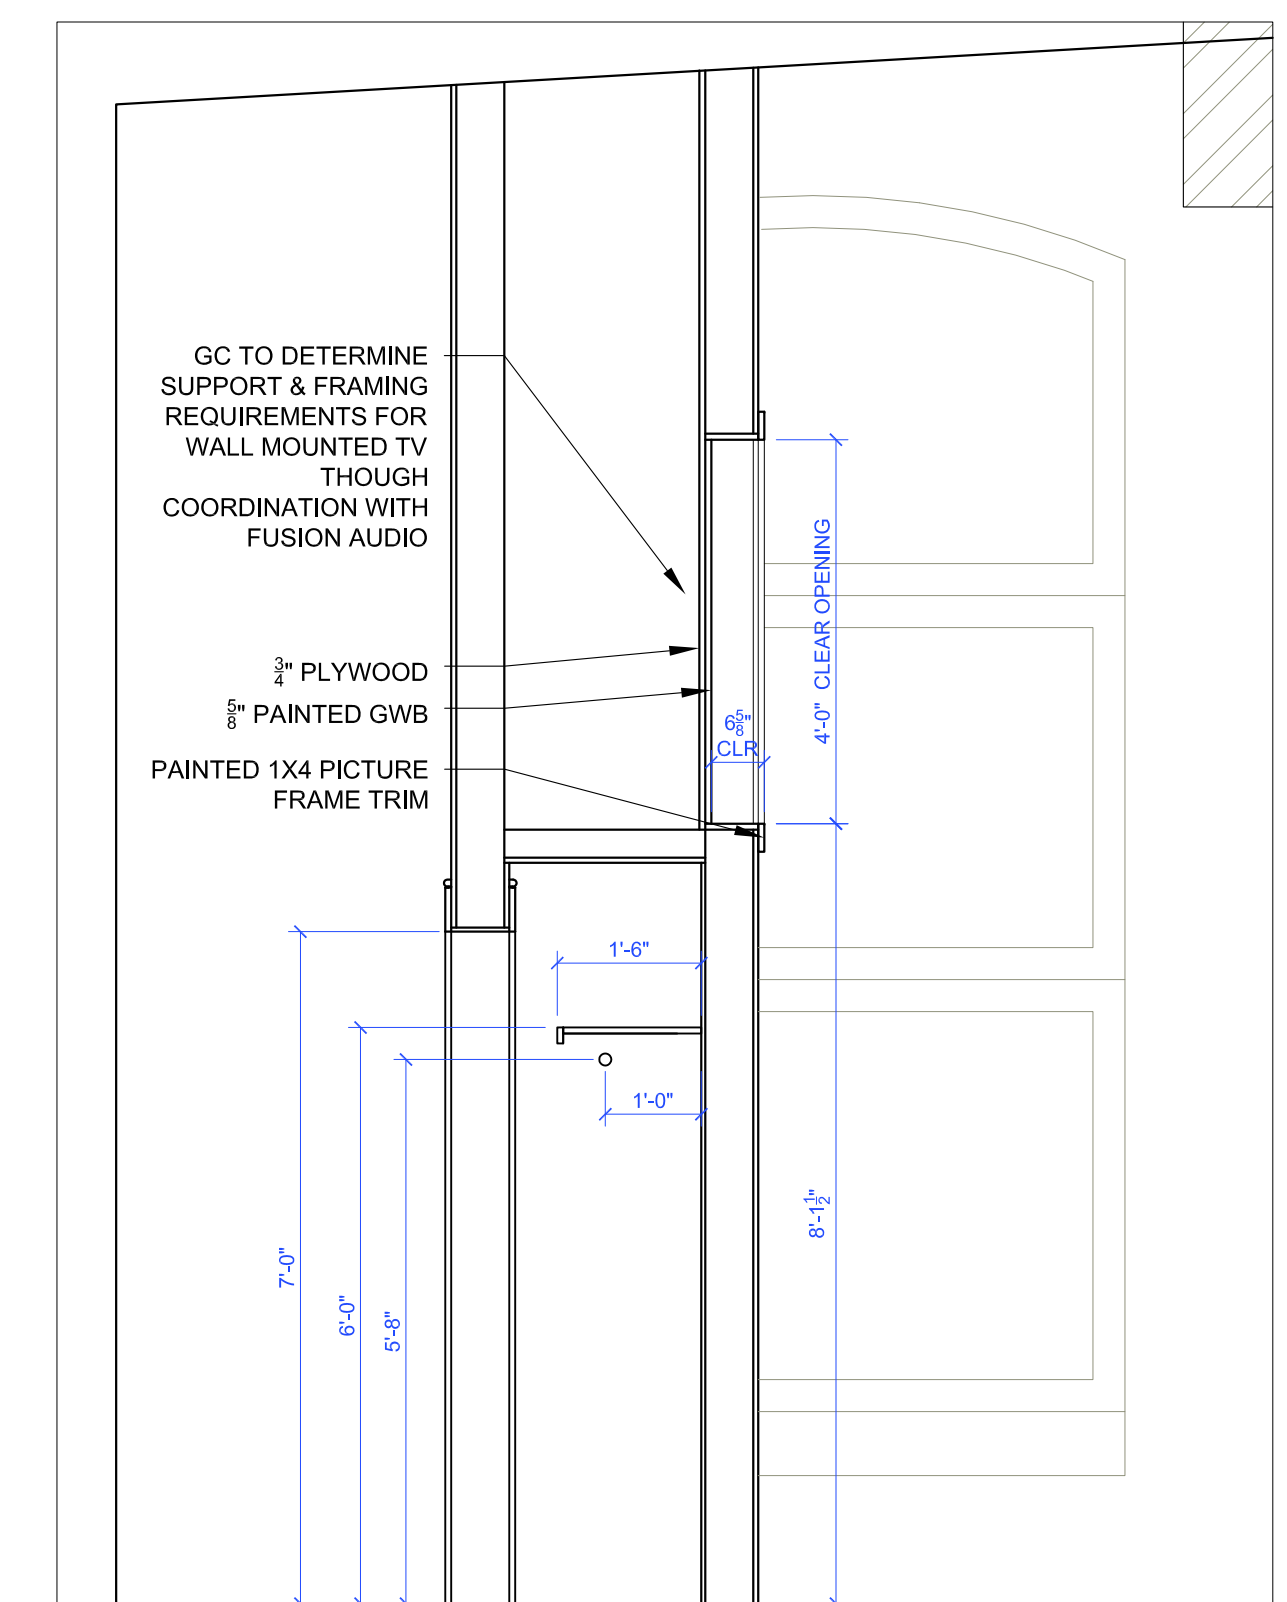 GC TO DETERMINE
SUPPORT & FRAMING
REQUIREMENTS FOR
WALL MOUNTED TV
THOUGH
COORDINATION WITH
FUSION AUDIO
3/4" PLYWOOD
5/8" PAINTED GWB
PAINTED 1X4 PICTURE
FRAME TRIM
4'-0" CLEAR OPENING
6 5/8"
CLR
1'-6"
1'-0"
8'-1 1/2"
7'-0"
6'-0"
5'-8"